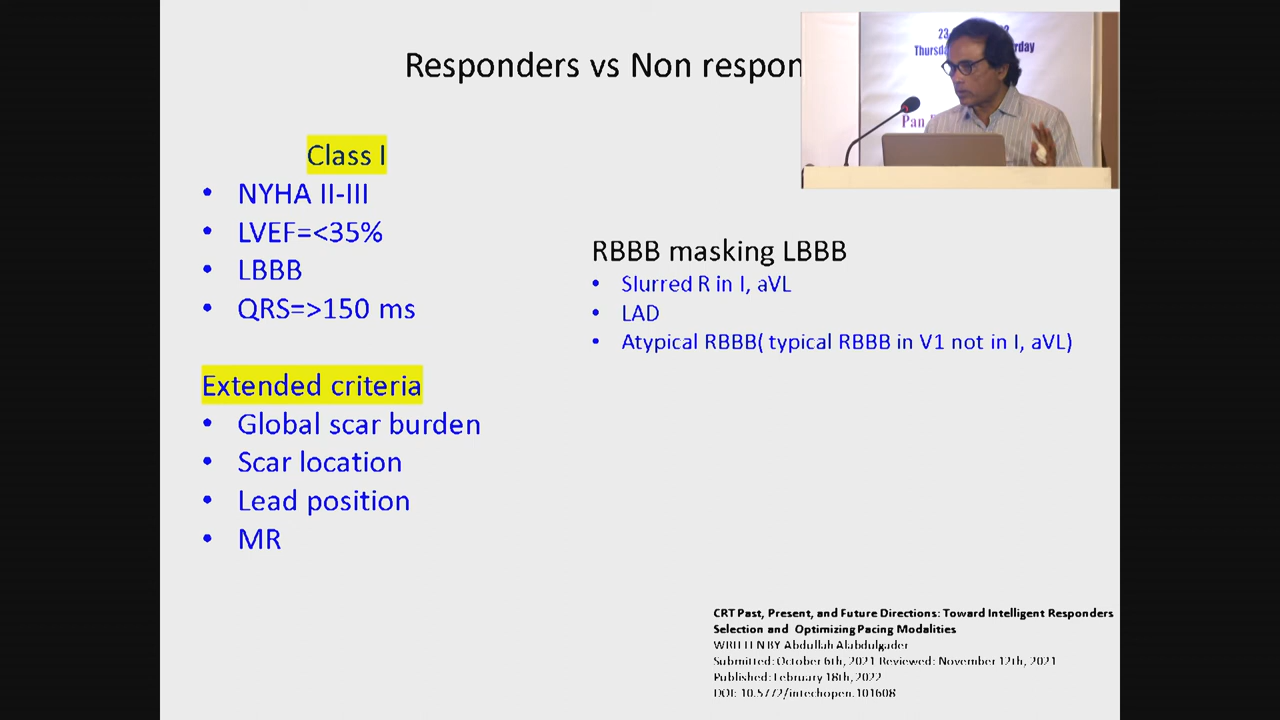 Responders vs Non respon
Class I
• NYHA II-III
• LVEF=<35%
• LBBB
• QRS=>150 ms
Extended criteria
• Global scar burden
• Scar location
• Lead position
• MR
RBBB masking LBBB
• Slurred R in I, aVL
• LAD
• Atypical RBBB( typical RBBB in V1 not in I, aVL)
CRT Past, Present, and Future Directions: Toward Intelligent Responders
Selection and Optimizing Pacing Modalities
WRITTEN BY Abdullah Alabdulgader
Submitted: October 6th, 2021 Reviewed: November 12th, 2021
Published: February 18th, 2022
DOI: 10.5772/intechopen.101608
23
Pan